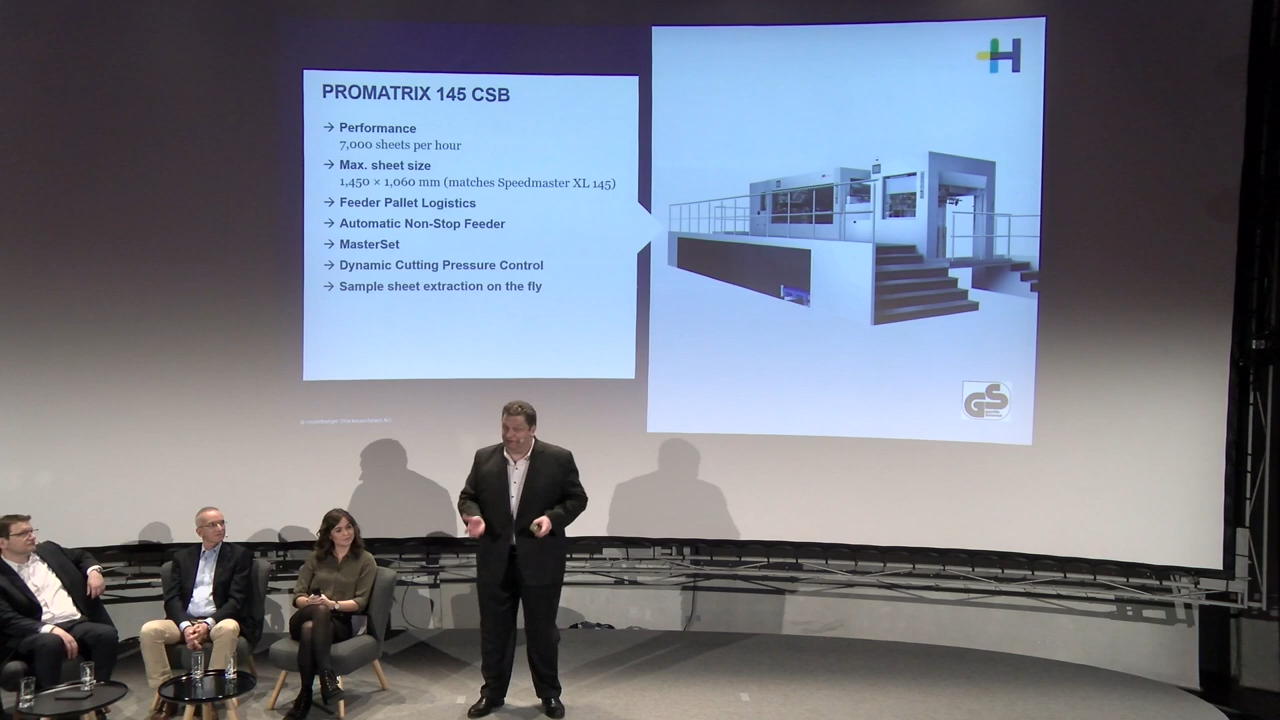 PROMATRIX 145 CSB
→ Performance
7,000 sheets per hour
→ Max. sheet size
1,450 × 1,060 mm (matches Speedmaster XL 145)
→ Feeder Pallet Logistics
→ Automatic Non-Stop Feeder
→ MasterSet
→ Dynamic Cutting Pressure Control
→ Sample sheet extraction on the fly
H
GS